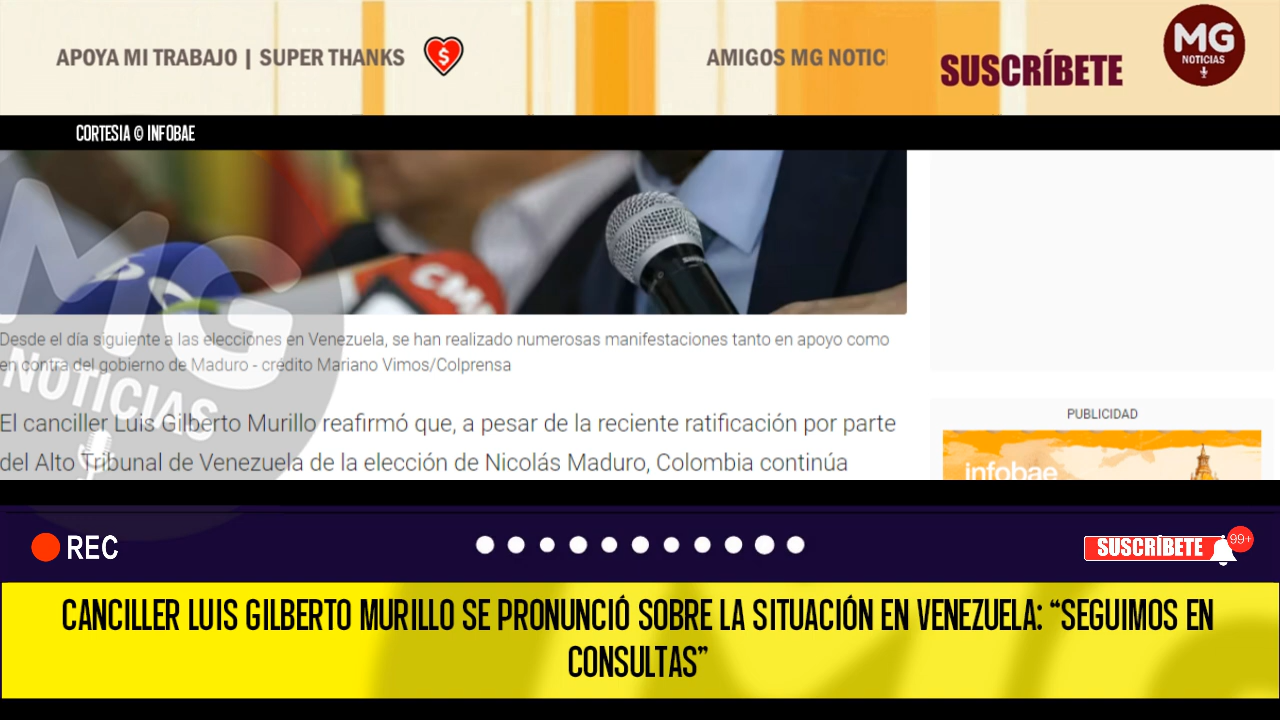 APOYA MI TRABAJO | SUPER THANKS
$
AMIGOS MG NOTIC
SUSCRÍBETE
MG
NOTICIAS
CORTESIA © INFOBAE
CMI
MG
NOTICIAS
Desde el día siguiente a las elecciones en Venezuela, se han realizado numerosas manifestaciones tanto en apoyo como
en contra del gobierno de Maduro - crédito Mariano Vimos/Colprensa
El canciller Luis Gilberto Murillo reafirmó que, a pesar de la reciente ratificación por parte
del Alto Tribunal de Venezuela de la elección de Nicolás Maduro, Colombia continúa
PUBLICIDAD
infobae
REC
SUSCRÍBETE
99+
CANCILLER LUIS GILBERTO MURILLO SE PRONUNCIÓ SOBRE LA SITUACIÓN EN VENEZUELA: “SEGUIMOS EN
CONSULTAS”